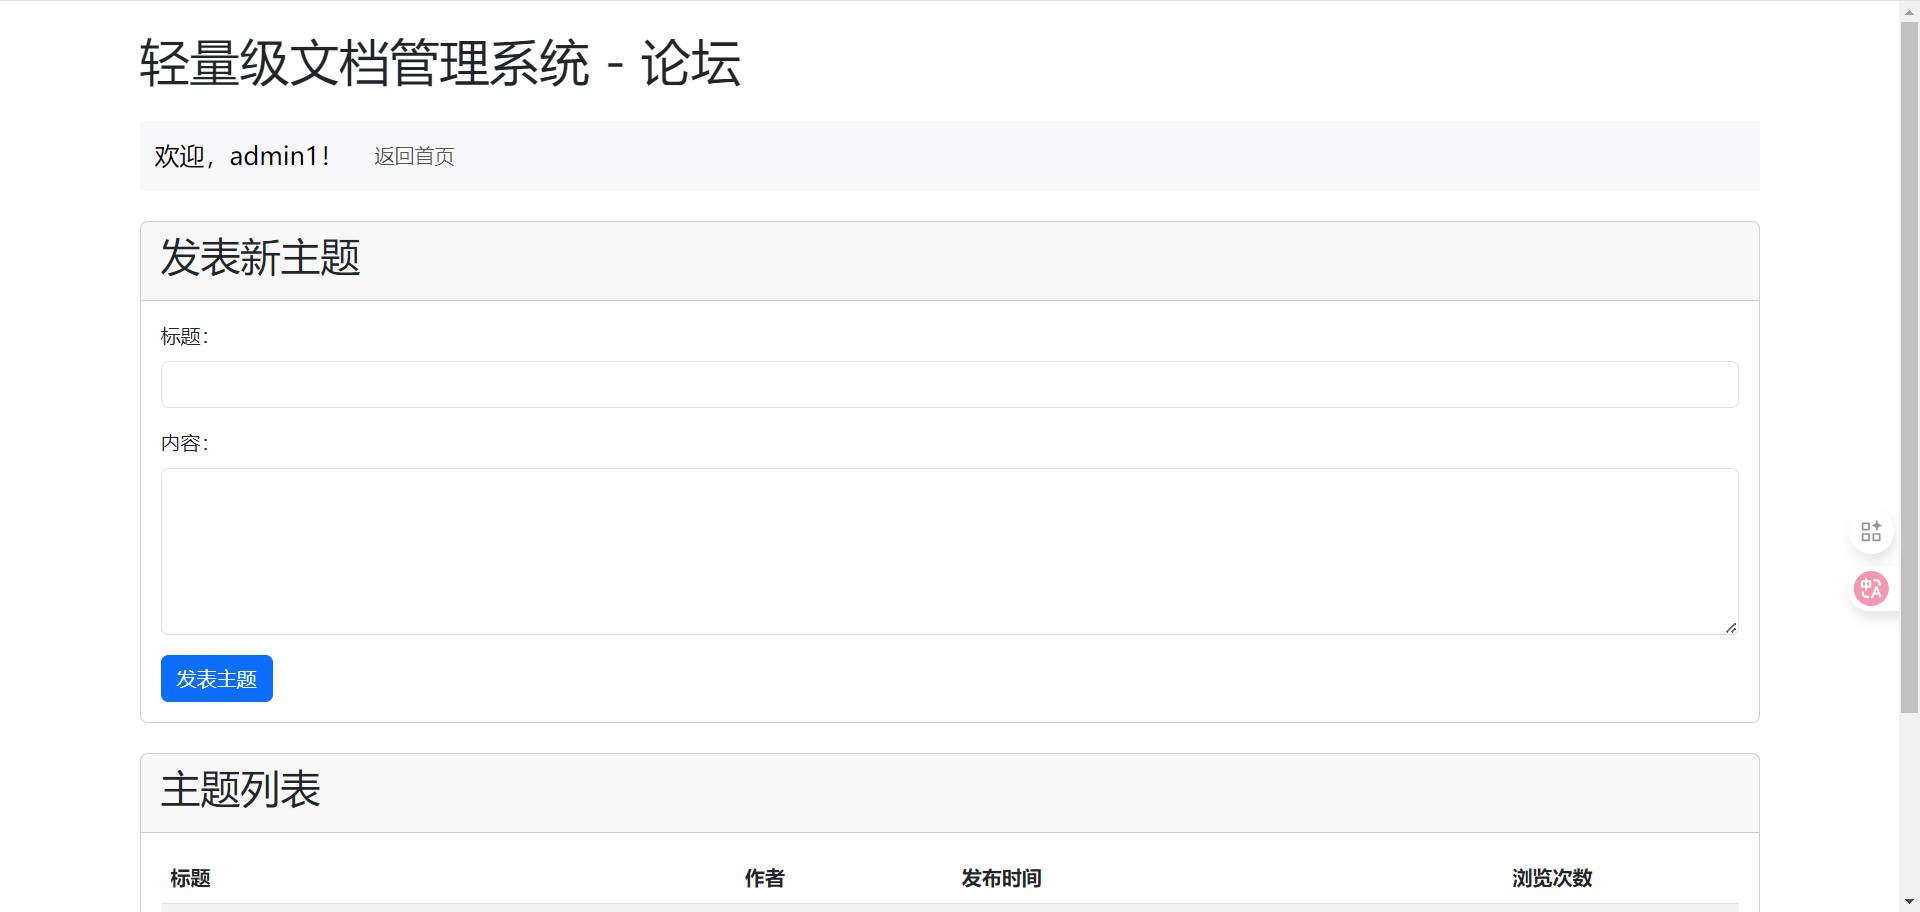 轻量级文档管理系统 - 论坛
欢迎，admin1！ 返回首页
发表新主题
标题：
内容：
发表主题
主题列表
标题 作者 发布时间 浏览次数